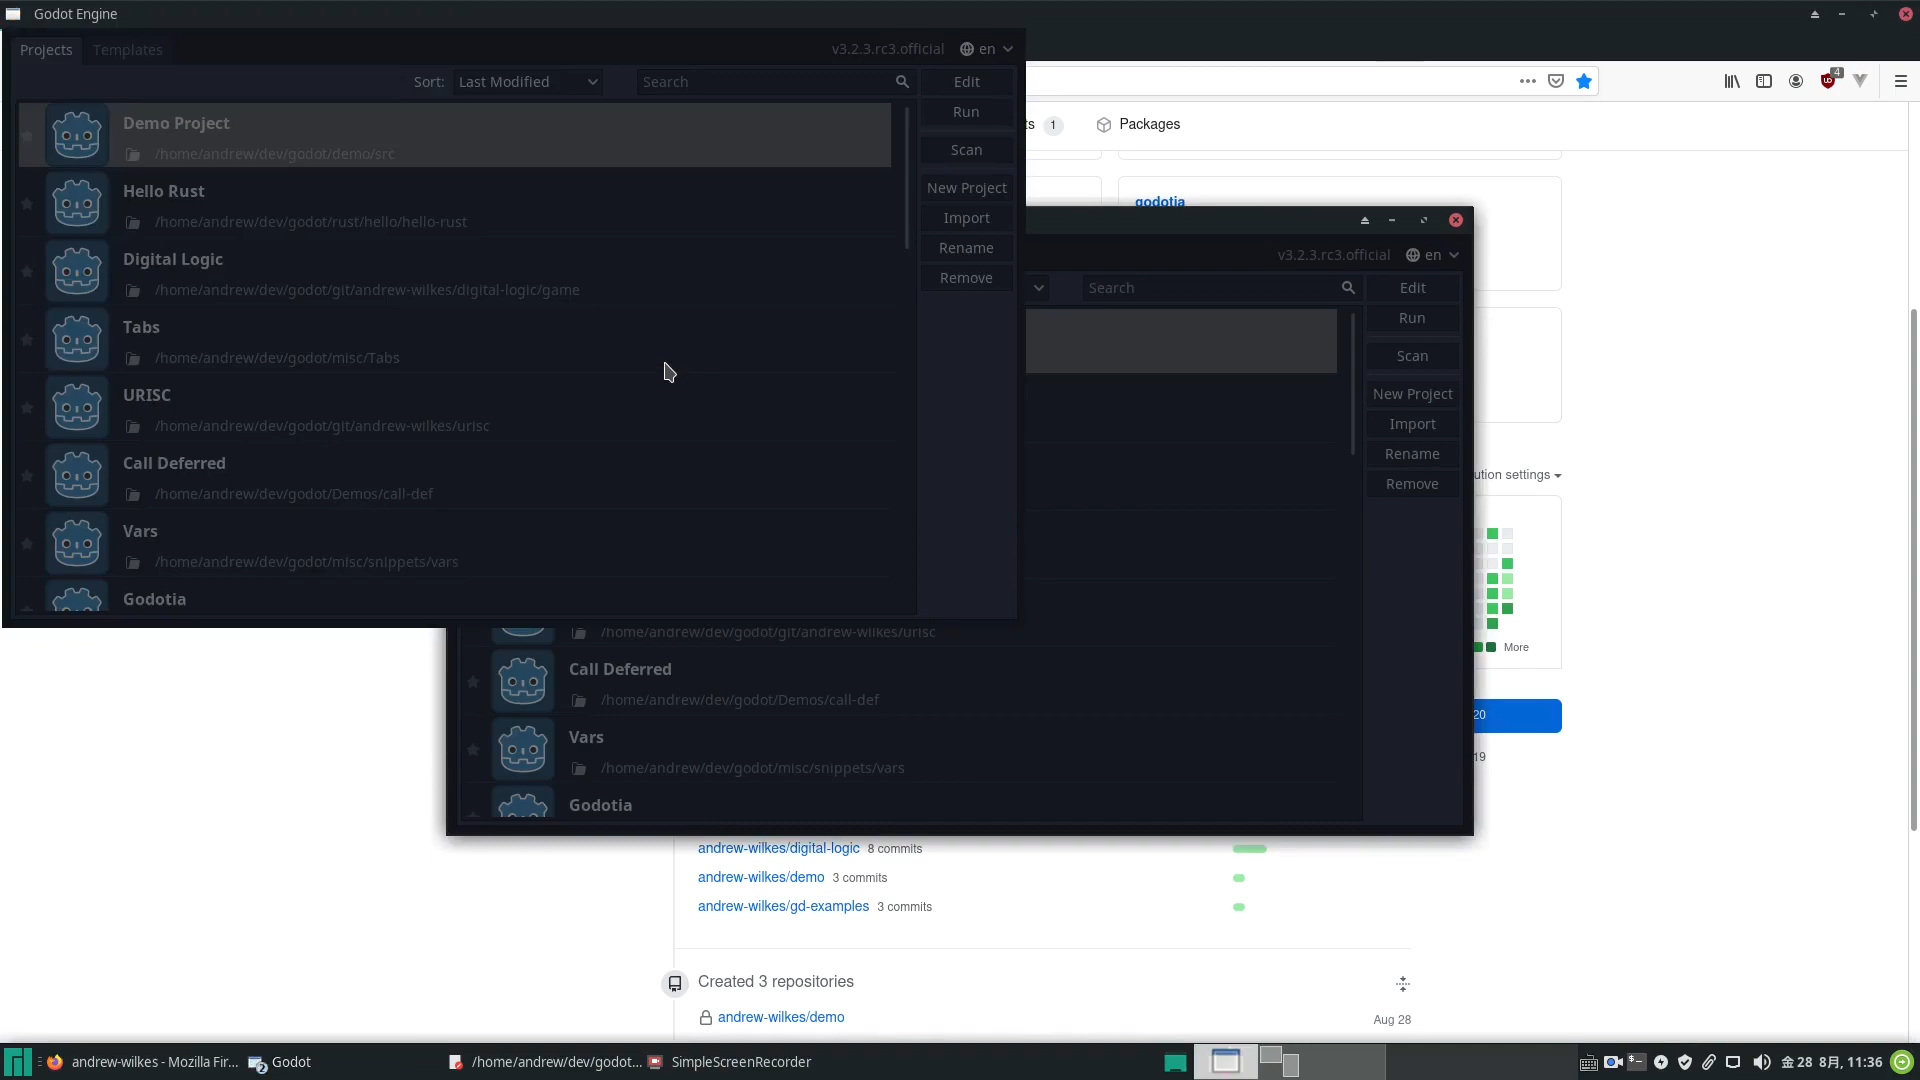 Godot Engine
Projects
Templates
v3.2.3.rc3.official
en
Sort:
Last Modified
Search
Edit
Run
Scan
New Project
Import
Rename
Remove
Demo Project
/home/andrew/dev/godot/demo/src
Hello Rust
/home/andrew/dev/godot/rust/hello/hello-rust
Digital Logic
/home/andrew/dev/godot/git/andrew-wilkes/digital-logic/game
Tabs
/home/andrew/dev/godot/misc/Tabs
URISC
/home/andrew/dev/godot/git/andrew-wilkes/urisc
Call Deferred
/home/andrew/dev/godot/Demos/call-def
Vars
/home/andrew/dev/godot/misc/snippets/vars
Godotia
4
ts 1
Packages
godotia
v3.2.3.rc3.official
en
Search
Edit
Run
Scan
New Project
Import
Rename
Remove
/home/andrew/dev/godot/git/andrew-wilkes/urisc
Call Deferred
/home/andrew/dev/godot/Demos/call-def
Vars
/home/andrew/dev/godot/misc/snippets/vars
Godotia
ution settings
More
20
19
andrew-wilkes/digital-logic 8 commits
andrew-wilkes/demo 3 commits
andrew-wilkes/gd-examples 3 commits
Created 3 repositories
andrew-wilkes/demo
Aug 28
andrew-wilkes - Mozilla Fir...
2
Godot
/home/andrew/dev/godot...
SimpleScreenRecorder
金 28 8月, 11:36